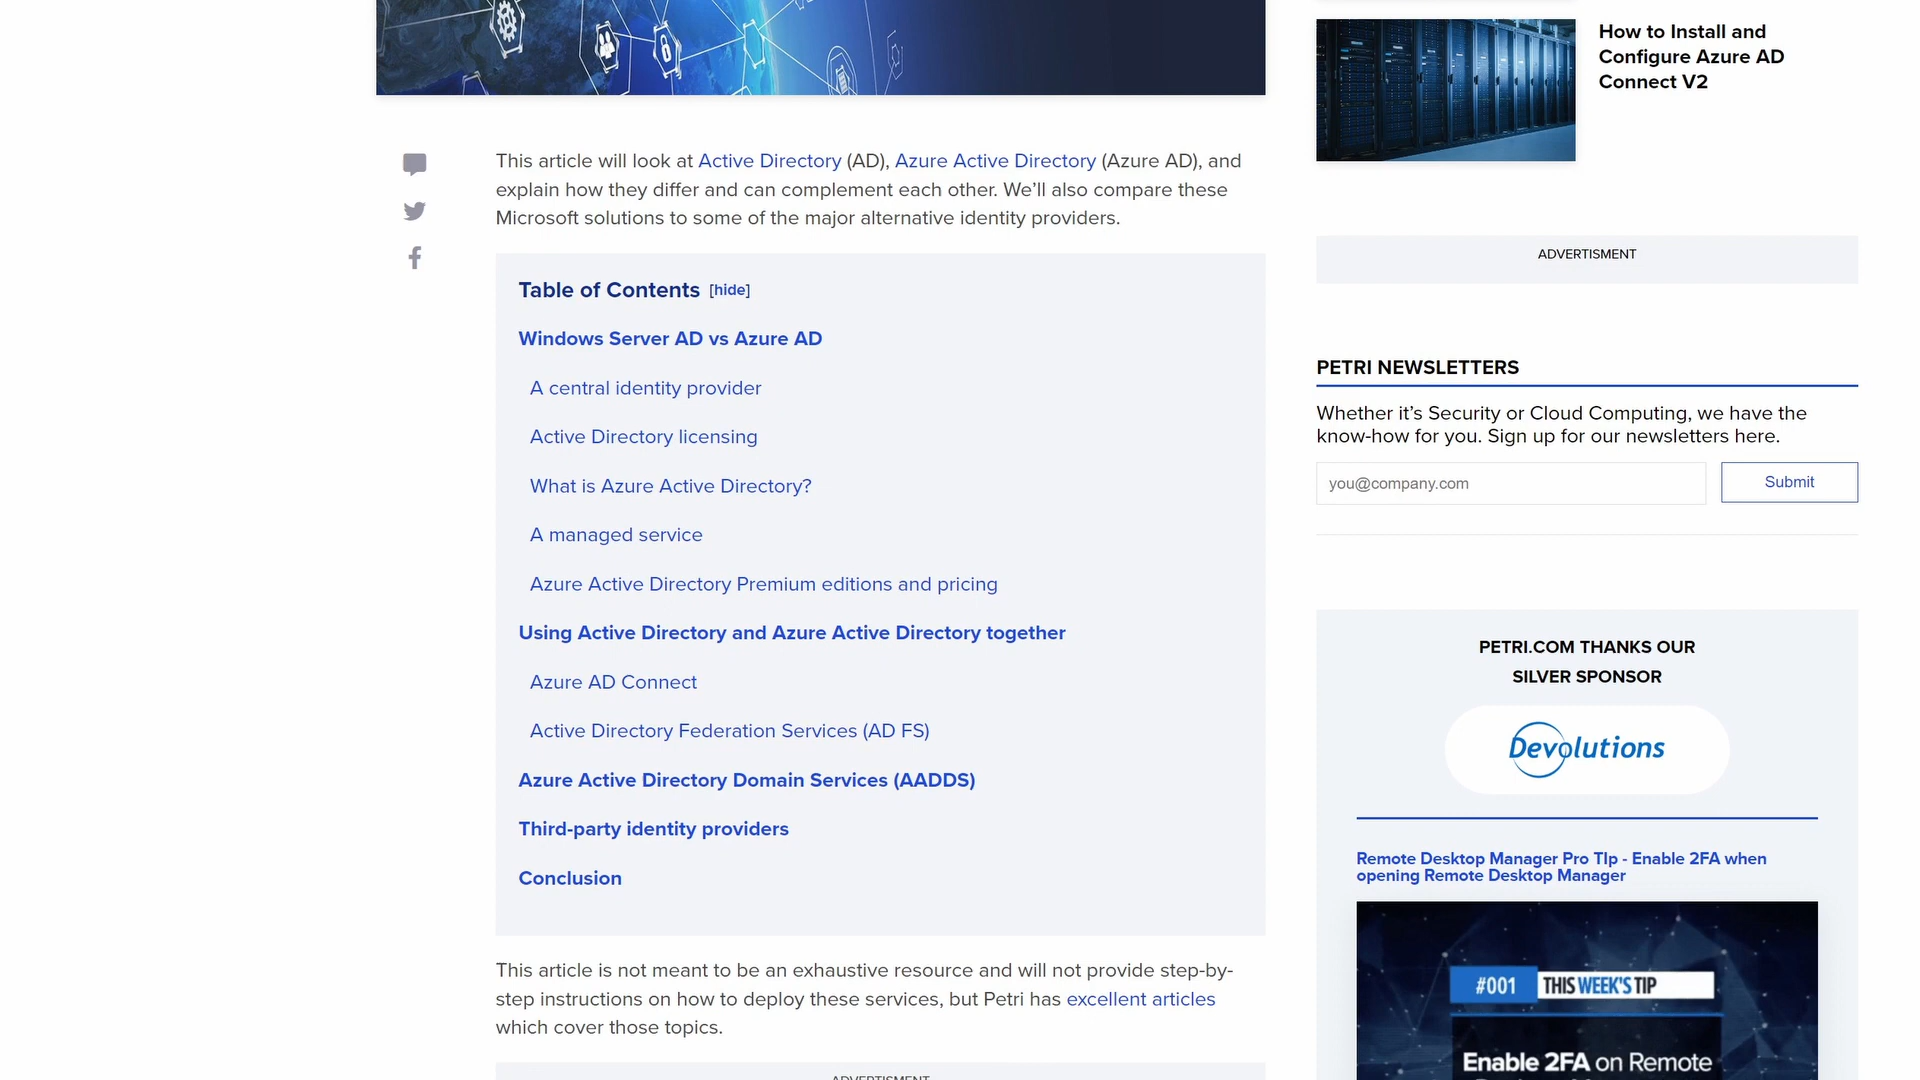 How to Install and
Configure Azure AD
Connect V2
This article will look at Active Directory (AD), Azure Active Directory (Azure AD), and
explain how they differ and can complement each other. We’ll also compare these
Microsoft solutions to some of the major alternative identity providers.
Table of Contents [hide]
Windows Server AD vs Azure AD
A central identity provider
Active Directory licensing
What is Azure Active Directory?
A managed service
Azure Active Directory Premium editions and pricing
Using Active Directory and Azure Active Directory together
Azure AD Connect
Active Directory Federation Services (AD FS)
Azure Active Directory Domain Services (AADDS)
Third-party identity providers
Conclusion
This article is not meant to be an exhaustive resource and will not provide step-by-
step instructions on how to deploy these services, but Petri has excellent articles
which cover those topics.
ADVERTISMENT
ADVERTISMENT
PETRI NEWSLETTERS
Whether it’s Security or Cloud Computing, we have the
know-how for you. Sign up for our newsletters here.
you@company.com
Submit
PETRI.COM THANKS OUR
SILVER SPONSOR
Devolutions
Remote Desktop Manager Pro TIp - Enable 2FA when
opening Remote Desktop Manager
#001 THIS WEEK'S TIP
Enable 2FA on Remote